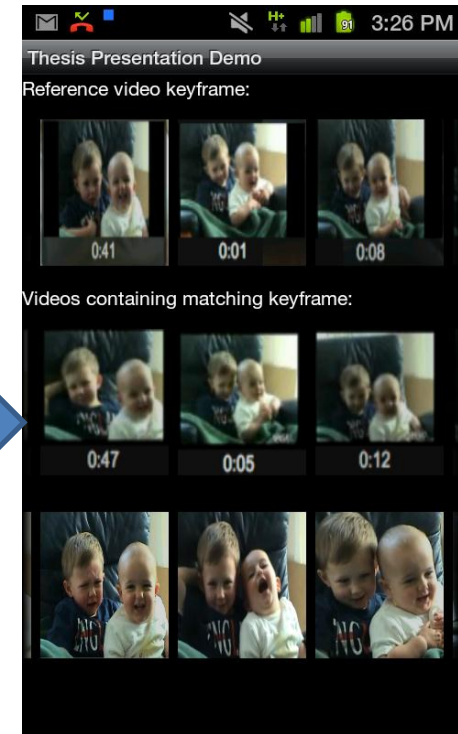 H+ 91 3:26 PM
Thesis Presentation Demo
Reference video keyframe:
0:41 0:01 0:08
Videos containing matching keyframe:
0:47 0:05 0:12